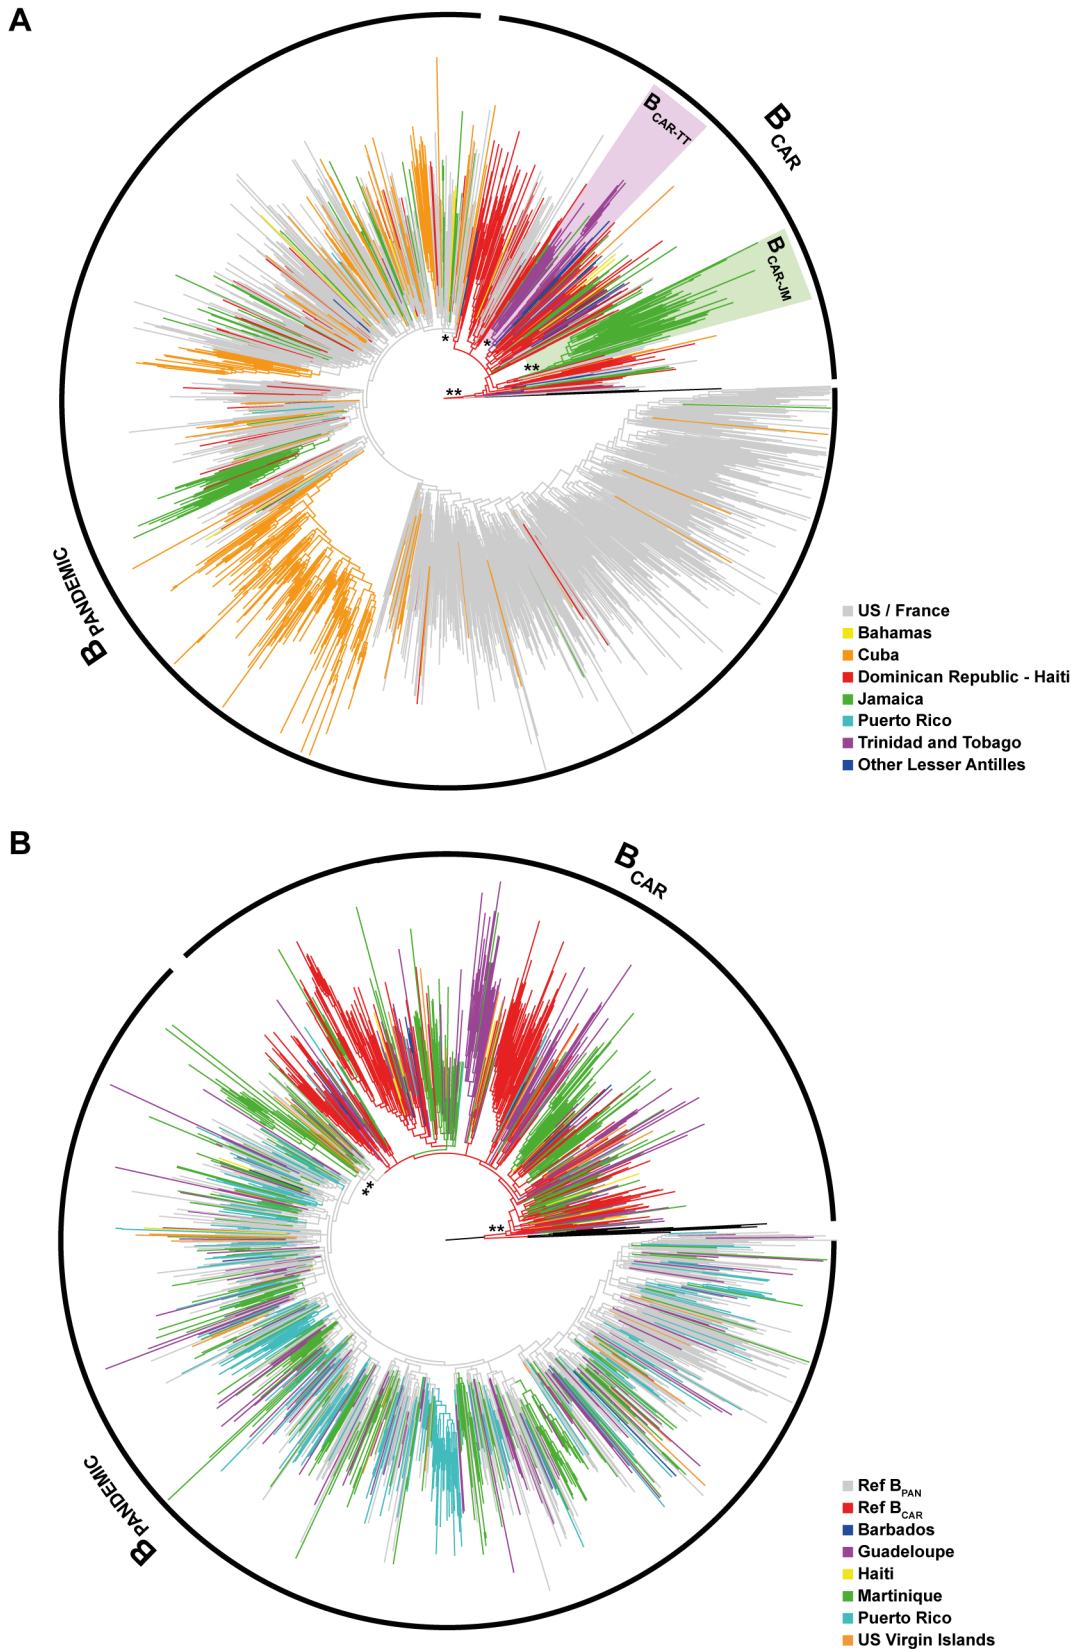 A
B CAR-TT
B CAR
B CAR-JM
*
*
**
**
B PANDEMIC
US / France
Bahamas
Cuba
Dominican Republic - Haiti
Jamaica
Puerto Rico
Trinidad and Tobago
Other Lesser Antilles
B
B CAR
**
**
B PANDEMIC
Ref B PAN
Ref B CAR
Barbados
Guadeloupe
Haiti
Martinique
Puerto Rico
US Virgin Islands